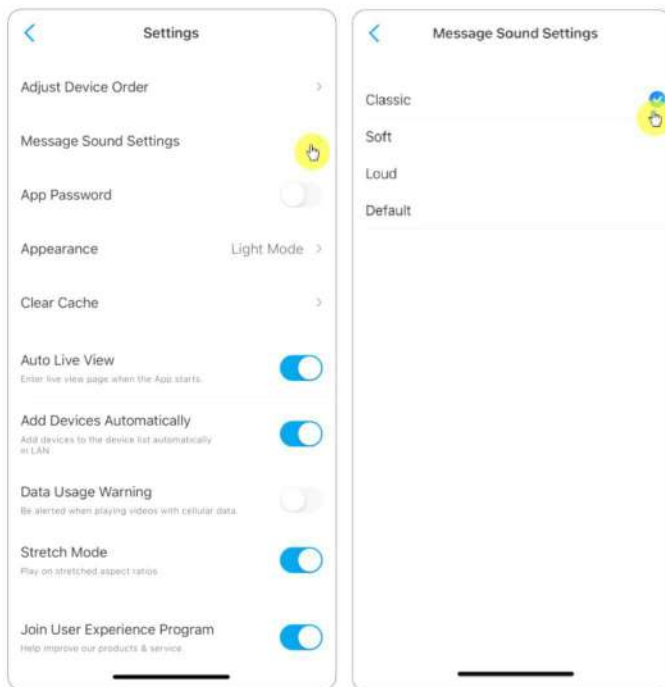 Settings
Adjust Device Order
Message Sound Settings
App Password
Appearance
Light Mode
Clear Cache
Auto Live View
Enter live view page when the App starts.
Add Devices Automatically
Add devices to the device list automatically
in LAN.
Data Usage Warning
Be alerted when playing videos with cellular data.
Stretch Mode
Play on stretched aspect ratios
Join User Experience Program
Help improve our products & service
Message Sound Settings
Classic
Soft
Loud
Default